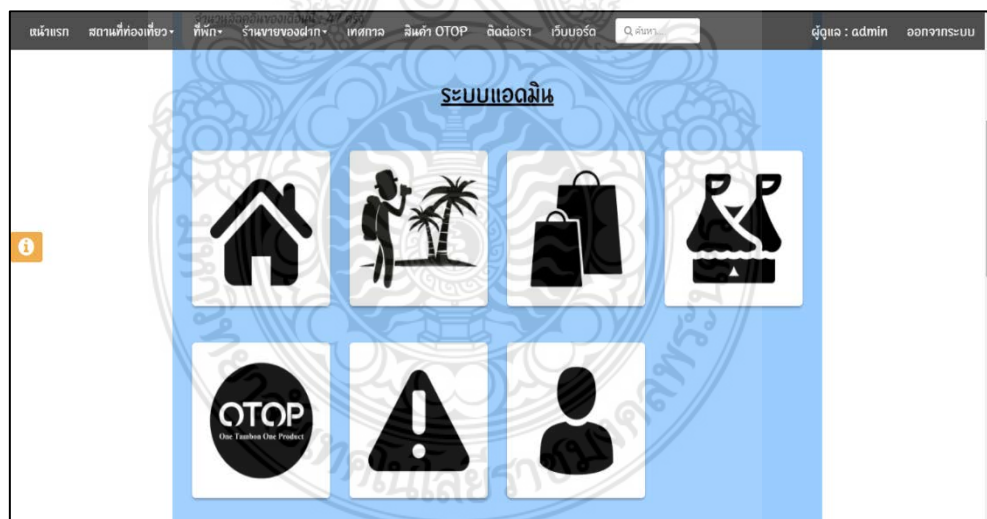 หน้าแรก สถานที่ท่องเที่ยว ที่พัก ร้านขายของฝาก เทศกาล สินค้า OTOP ติดต่อเรา เว็บบอร์ด ค้นหา... ผู้ดูแล : admin ออกจากระบบ
ระบบแอดมิน
OTOP
One Tambon One Product